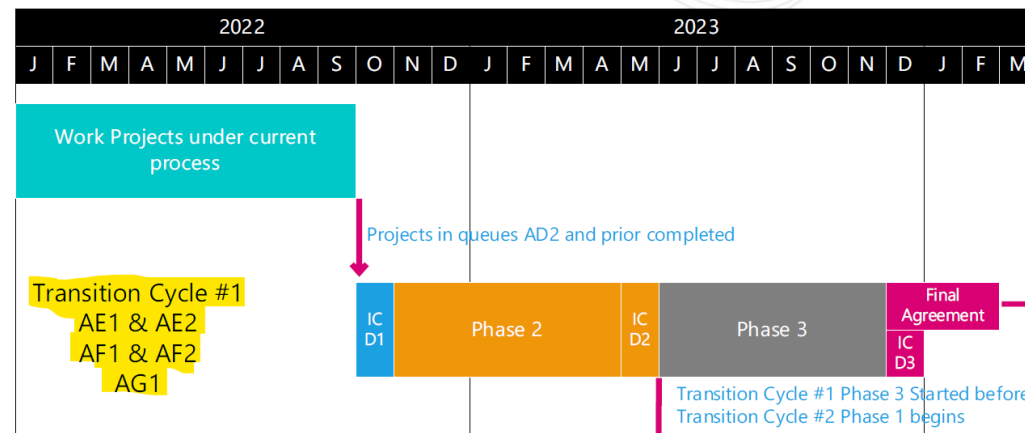 2022 2023
J F M A M J J A S O N D J F M A M J J A S O N D J F M
Work Projects under current
process
Projects in queues AD2 and prior completed
Transition Cycle #1
AE1 & AE2
AF1 & AF2
AG1
IC
D1
Phase 2
IC
D2
Phase 3
Final
Agreement
IC
D3
Transition Cycle #1 Phase 3 Started before
Transition Cycle #2 Phase 1 begins